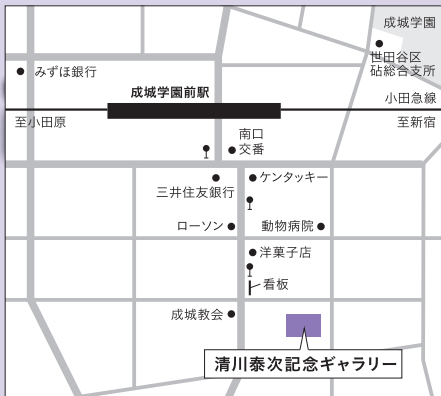 成城学園
世田谷区
砧総合支所
みずほ銀行
成城学園前駅
小田急線
至小田原
至新宿
南口
交番
三井住友銀行
ケンタッキー
ローソン
動物病院
洋菓子店
看板
成城教会
清川泰次記念ギャラリー